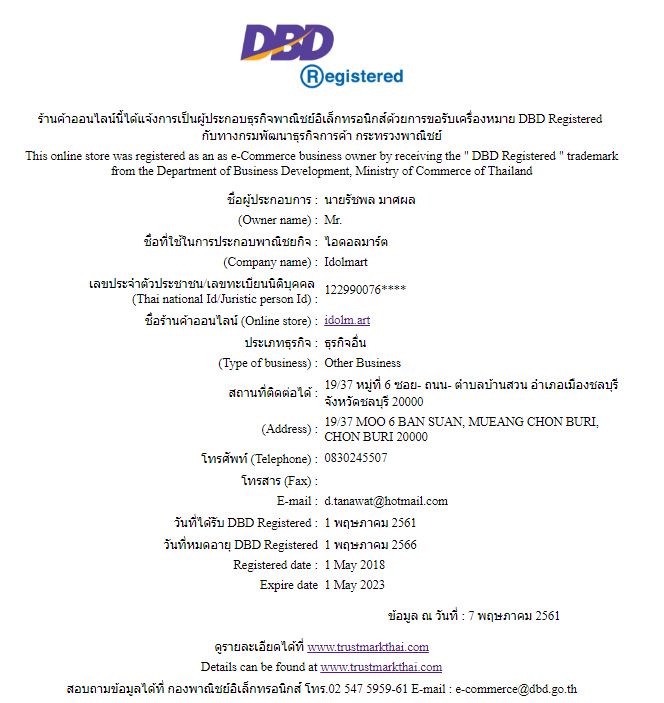 DBD
Registered
ร้านค้าออนไลน์นี้ได้แจ้งการเป็นผู้ประกอบธุรกิจพาณิชย์อิเล็กทรอนิกส์ด้วยการขอรับเครื่องหมาย DBD Registered
กับทางกรมพัฒนาธุรกิจการค้า กระทรวงพาณิชย์
This online store was registered as an as e-Commerce business owner by receiving the " DBD Registered " trademark
from the Department of Business Development, Ministry of Commerce of Thailand
ชื่อผู้ประกอบการ : นายรัชพล มาศผล
(Owner name) : Mr.
ชื่อที่ใช้ในการประกอบพาณิชยกิจ : ไอดอลมาร์ต
(Company name) : Idolmart
เลขประจำตัวประชาชน/เลขทะเบียนนิติบุคคล
(Thai national Id/Juristic person Id) : 122990076****
ชื่อร้านค้าออนไลน์ (Online store) : idolm.art
ประเภทธุรกิจ : ธุรกิจอื่น
(Type of business) : Other Business
สถานที่ติดต่อได้ : 19/37 หมู่ที่ 6 ซอย- ถนน- ตำบลบ้านสวน อำเภอเมืองชลบุรี
จังหวัดชลบุรี 20000
(Address) : 19/37 MOO 6 BAN SUAN, MUEANG CHON BURI,
CHON BURI 20000
โทรศัพท์ (Telephone) : 0830245507
โทรสาร (Fax) :
E-mail : d.tanawat@hotmail.com
วันที่ได้รับ DBD Registered : 1 พฤษภาคม 2561
วันที่หมดอายุ DBD Registered 1 พฤษภาคม 2566
Registered date : 1 May 2018
Expire date 1 May 2023
ข้อมูล ณ วันที่ : 7 พฤษภาคม 2561
ดูรายละเอียดได้ที่ www.trustmarkthai.com
Details can be found at www.trustmarkthai.com
สอบถามข้อมูลได้ที่ กองพาณิชย์อิเล็กทรอนิกส์ โทร.02 547 5959-61 E-mail : e-commerce@dbd.go.th